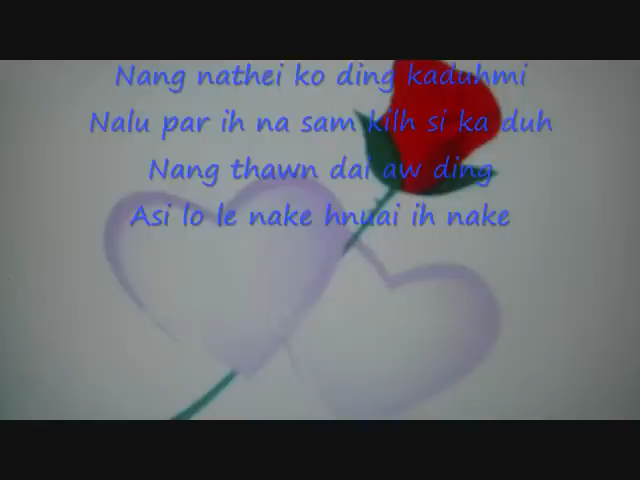 Nang nathei ko ding kaduhmi
Nalu par ih na sam kilh si ka duh
Nang thawn dai aw ding
Asi lo le nake hnuai ih nake